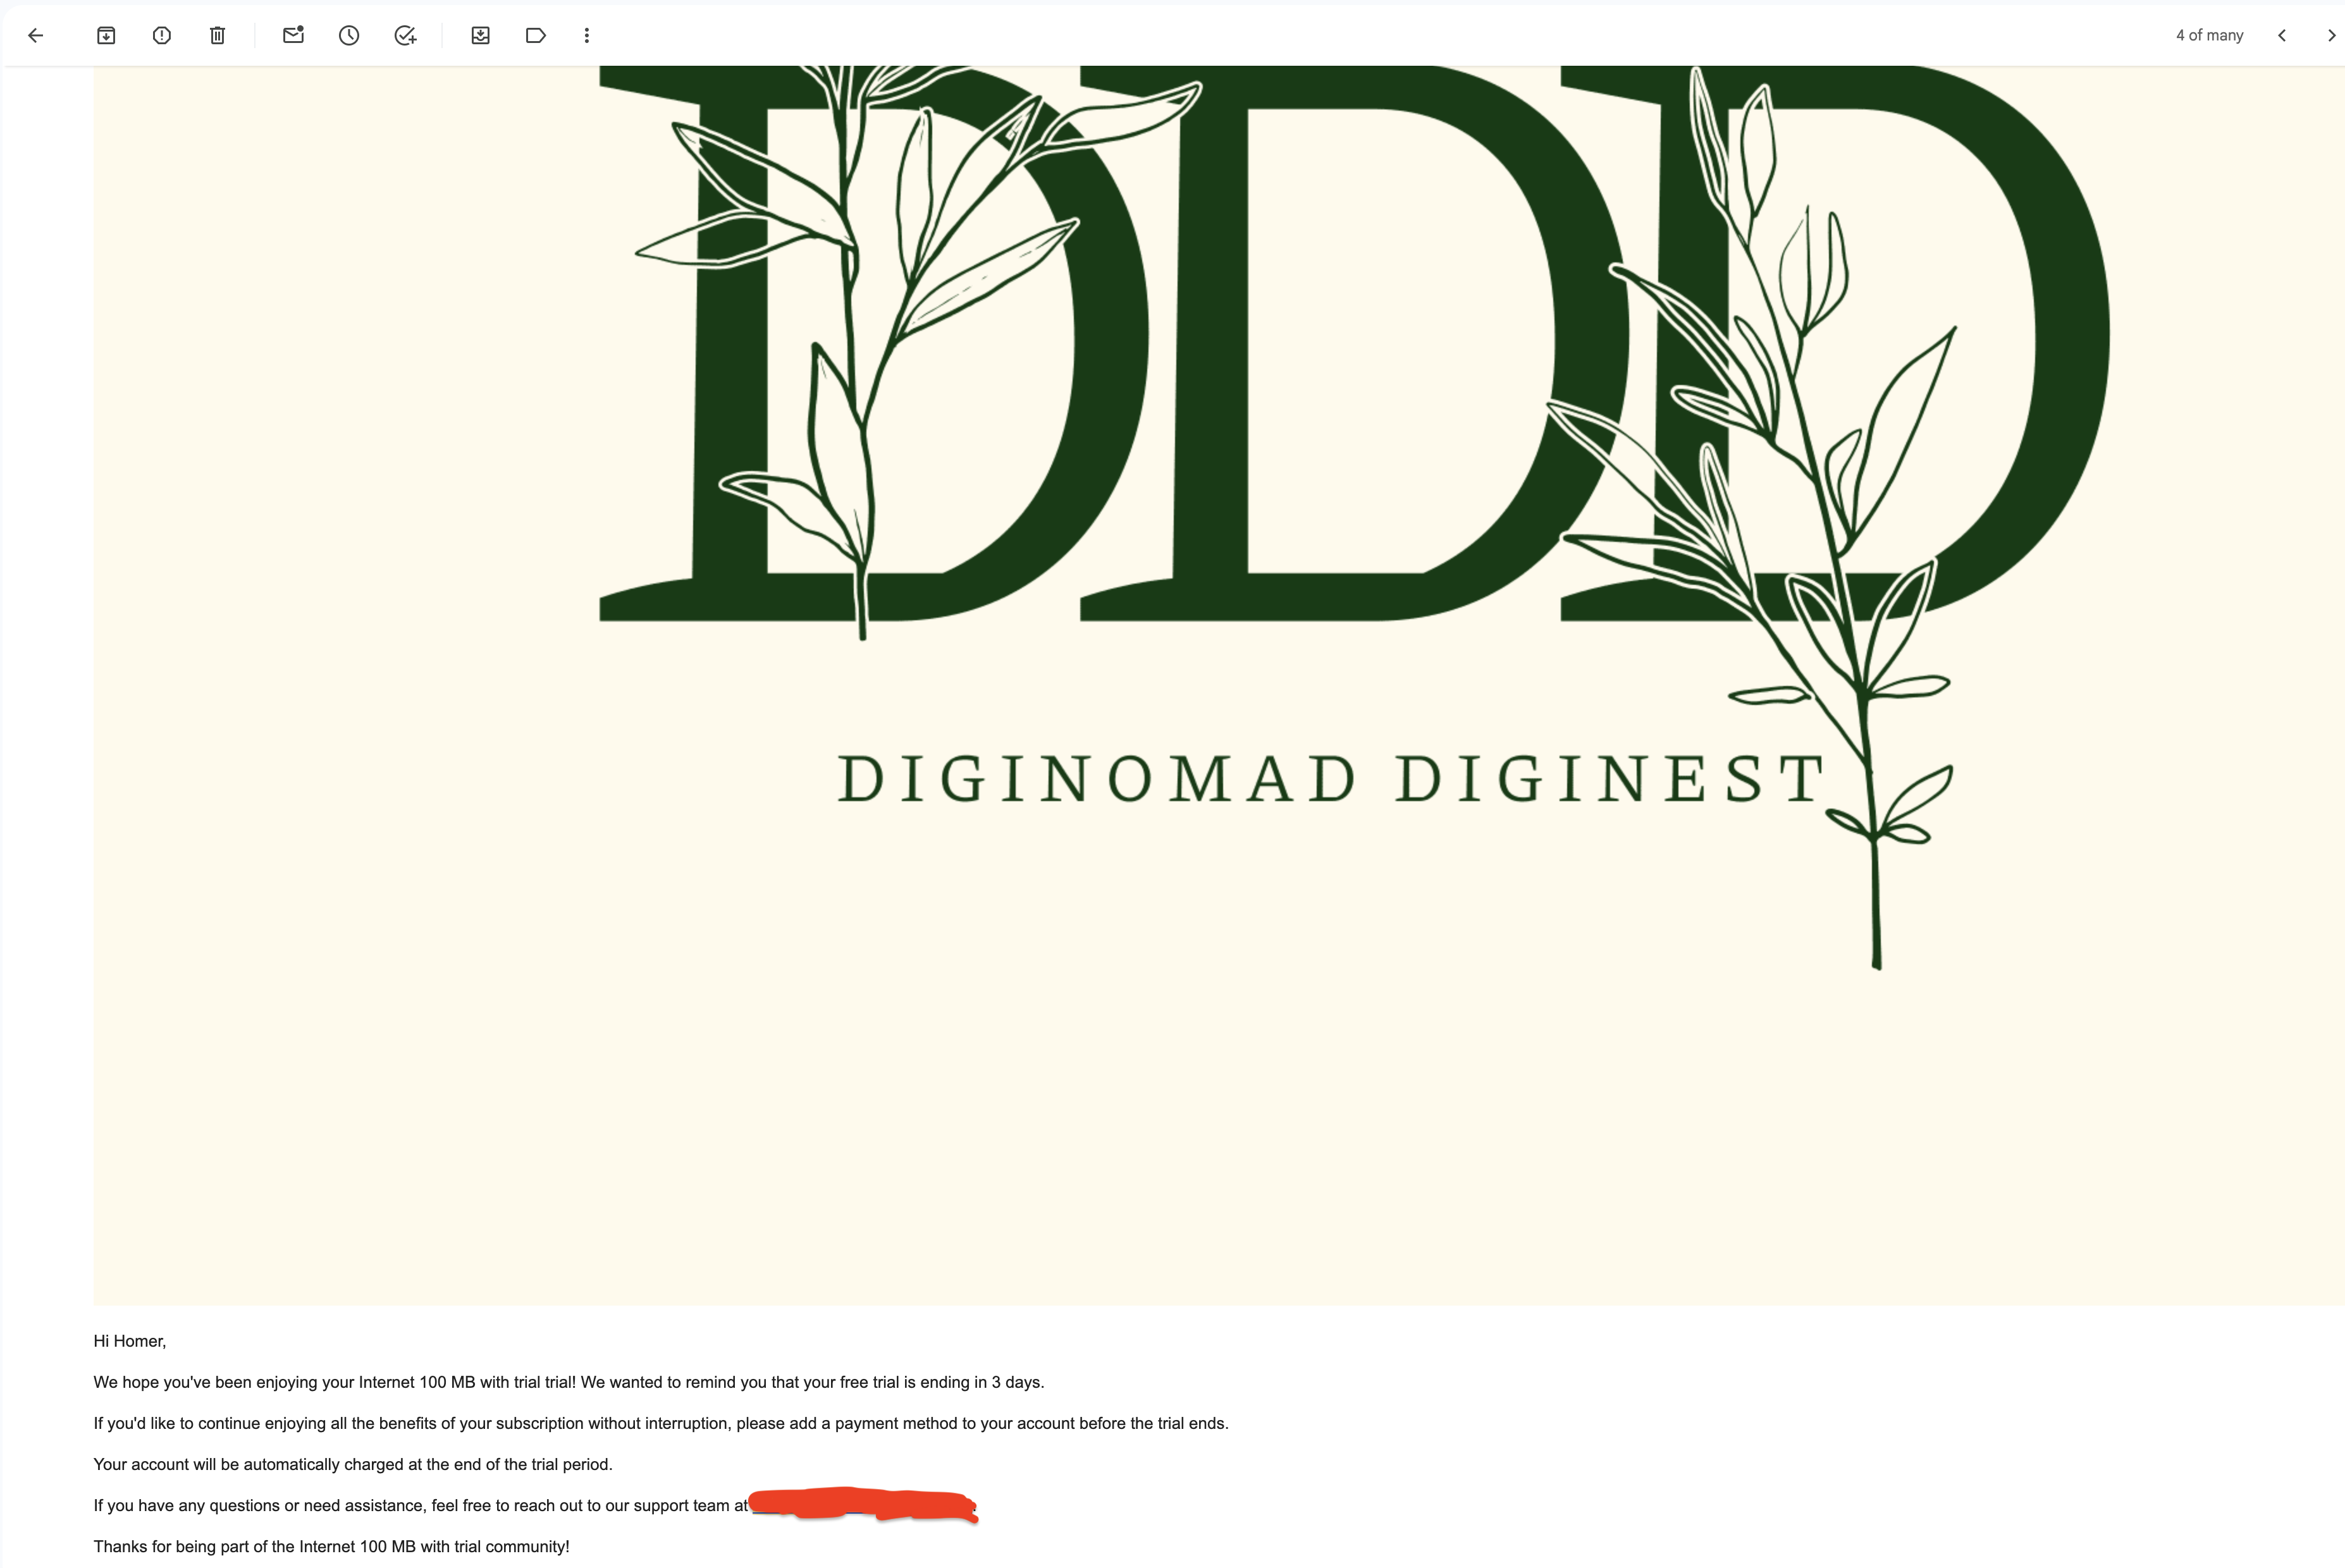 4 of many
DDD
DIGINOMAD DIGINEST
Hi Homer,
We hope you've been enjoying your Internet 100 MB with trial trial! We wanted to remind you that your free trial is ending in 3 days.
If you'd like to continue enjoying all the benefits of your subscription without interruption, please add a payment method to your account before the trial ends.
Your account will be automatically charged at the end of the trial period.
If you have any questions or need assistance, feel free to reach out to our support team at
Thanks for being part of the Internet 100 MB with trial community!